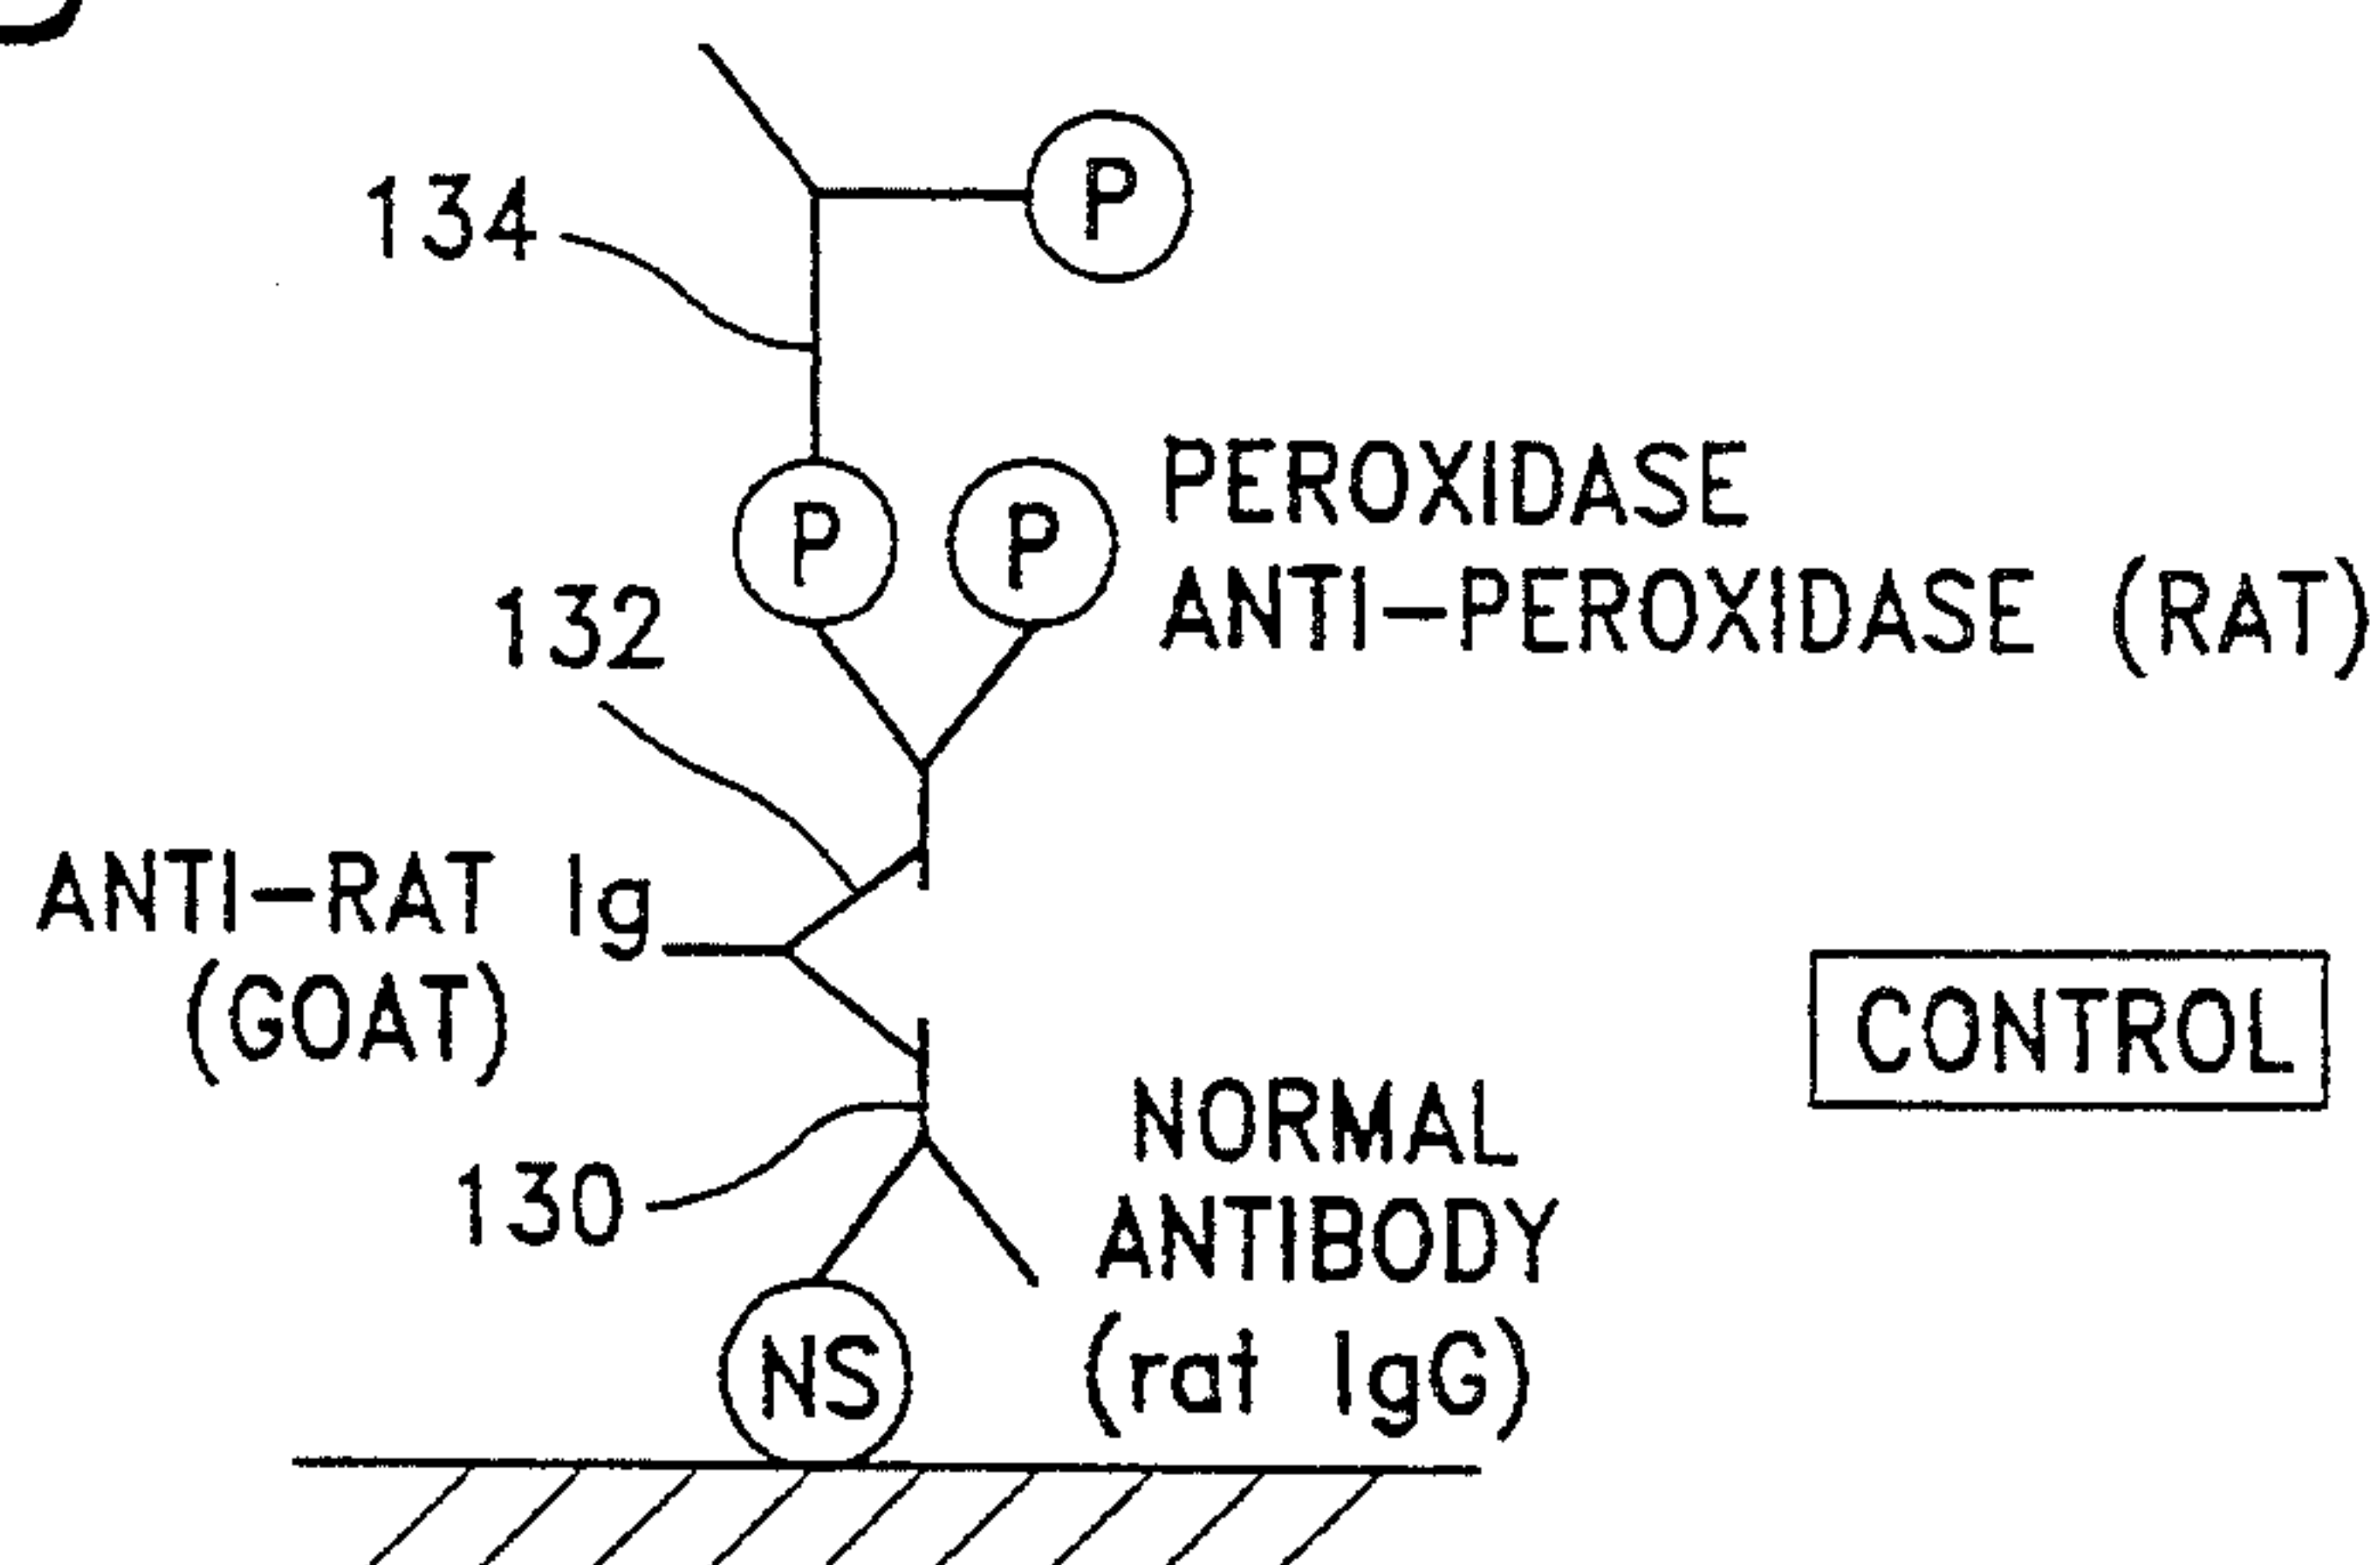 P
134
P P PEROXIDASE
ANTI-PEROXIDASE (RAT)
132
ANTI-RAT Ig
(GOAT)
CONTROL
NORMAL
ANTIBODY
(rat IgG)
130
NS